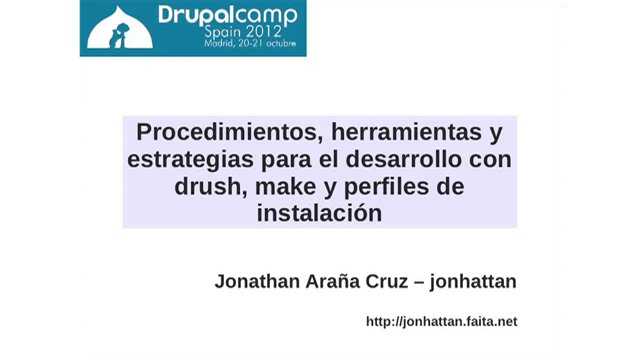 Drupalcamp
Spain 2012
Madrid, 20-21 octubre
Procedimientos, herramientas y
estrategias para el desarrollo con
drush, make y perfiles de
instalación
Jonathan Araña Cruz – jonhattan
http://jonhattan.faita.net